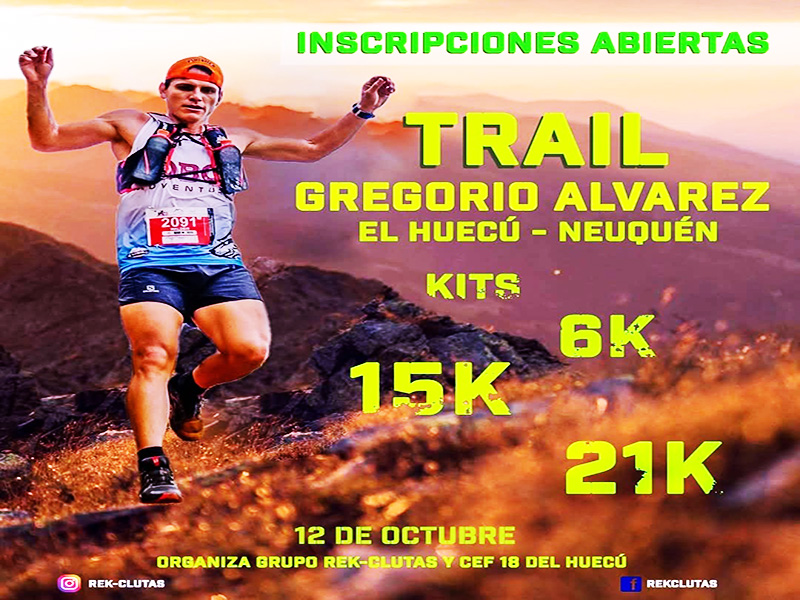 INSCRIPCIONES ABIERTAS
TRAIL
GREGORIO ALVAREZ
EL HUECÚ - NEUQUÉN
KITS
6K
15K
21K
2091
12 DE OCTUBRE
ORGANIZA GRUPO REK-CLUTAS Y CEF 18 DEL HUECÚ
REK-CLUTAS
REKCLUTAS